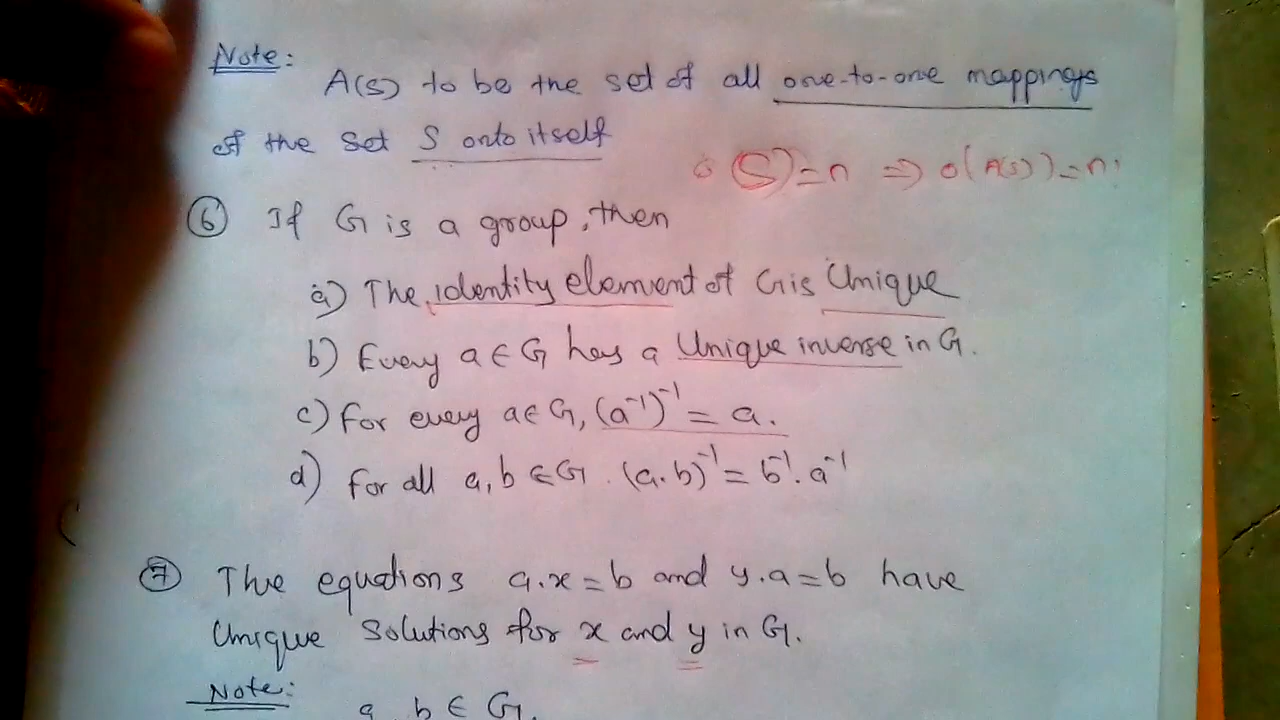 Note:
A(S) to be the set of all one-to-one mappings
of the Set S onto itself
o(S)=n ⇒ o(A(S))=n!
⑥ If G is a group, then
a) The identity element of G is Unique
b) Every a ∈ G has a Unique inverse in G.
c) For every a ∈ G, (a⁻¹)⁻¹ = a.
d) For all a, b ∈ G. (a.b)⁻¹ = b⁻¹. a⁻¹
⑦ The equations a.x = b and y.a = b have
Unique Solutions for x and y in G.
Note:
a, b ∈ G.